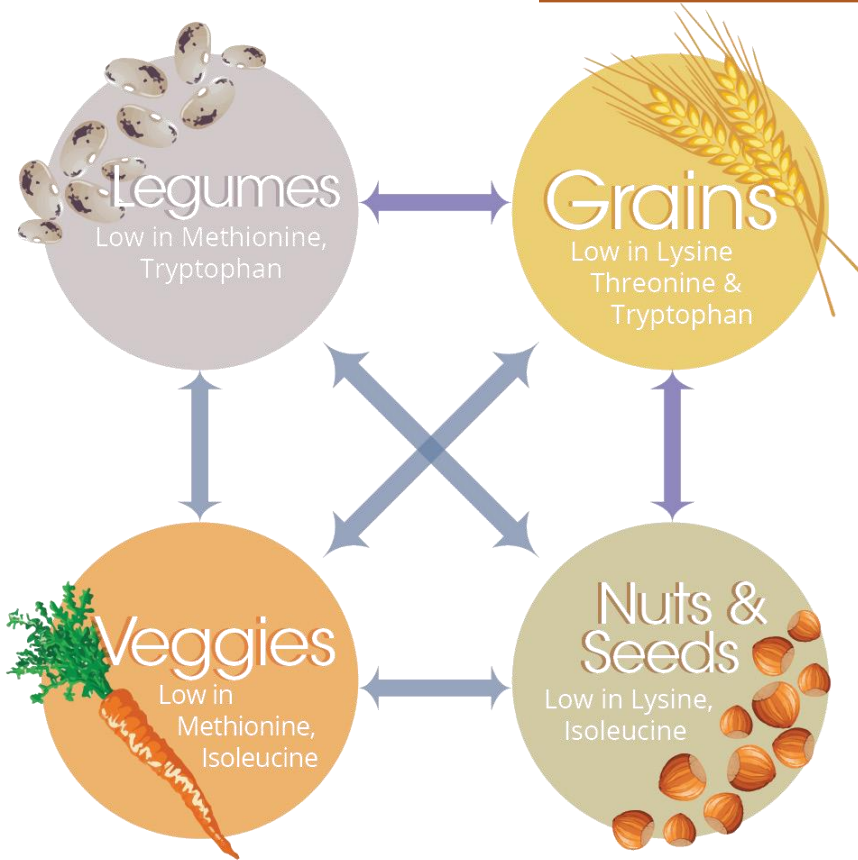 Legumes
Low in Methionine,
Tryptophan
Grains
Low in Lysine
Threonine &
Tryptophan
Veggies
Low in
Methionine,
Isoleucine
Nuts &
Seeds
Low in Lysine,
Isoleucine